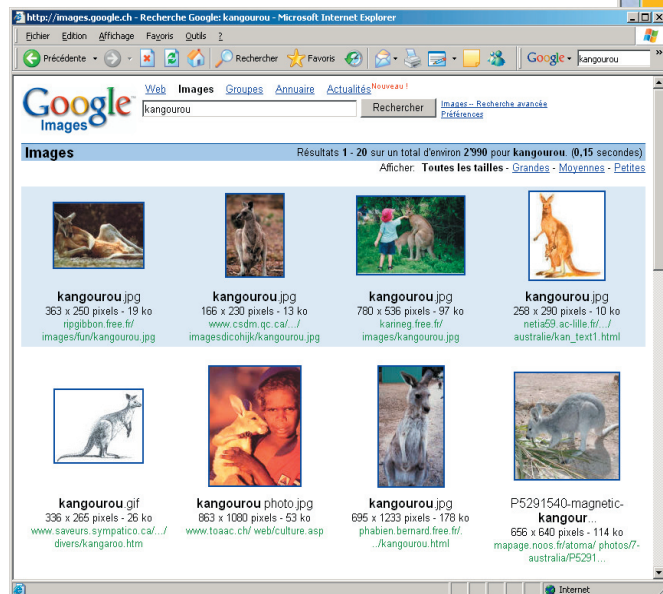 http://images.google.ch - Recherche Google: kangourou - Microsoft Internet Explorer
Fichier Edition Affichage Favoris Outils ?
Précédente Rechercher Favoris Google kangourou »
Web Images Groupes Annuaire Actualités Nouveau !
Google Images
kangourou Rechercher Images -- Recherche avancée
Préférences
Images Résultats 1 - 20 sur un total d'environ 2'990 pour kangourou. (0,15 secondes)
Afficher: Toutes les tailles - Grandes - Moyennes - Petites
kangourou.jpg
363 x 250 pixels - 19 ko
ripgibbon.free.fr/
images/fun/kangourou.jpg
kangourou.jpg
166 x 230 pixels - 13 ko
www.csdm.qc.ca/.../
imagesdicohijk/kangourou.jpg
kangourou.jpg
780 x 536 pixels - 97 ko
karineg.free.fr/
images/kangourou.jpg
kangourou.jpg
258 x 290 pixels - 10 ko
netia59.ac-lille.fr/.../
australie/kan_text1.html
kangourou.gif
336 x 265 pixels - 26 ko
www.saveurs.sympatico.ca/.../
divers/kangaroo.htm
kangourou photo.jpg
863 x 1080 pixels - 53 ko
www.toaac.ch/ web/culture.asp
kangourou.jpg
695 x 1233 pixels - 178 ko
phabien.bernard.free.fr/.
../kangourou.html
P5291540-magnetic-
kangour...
656 x 640 pixels - 114 ko
mapage.noos.fr/atoma/ photos/7-
australia/P5291...
Internet